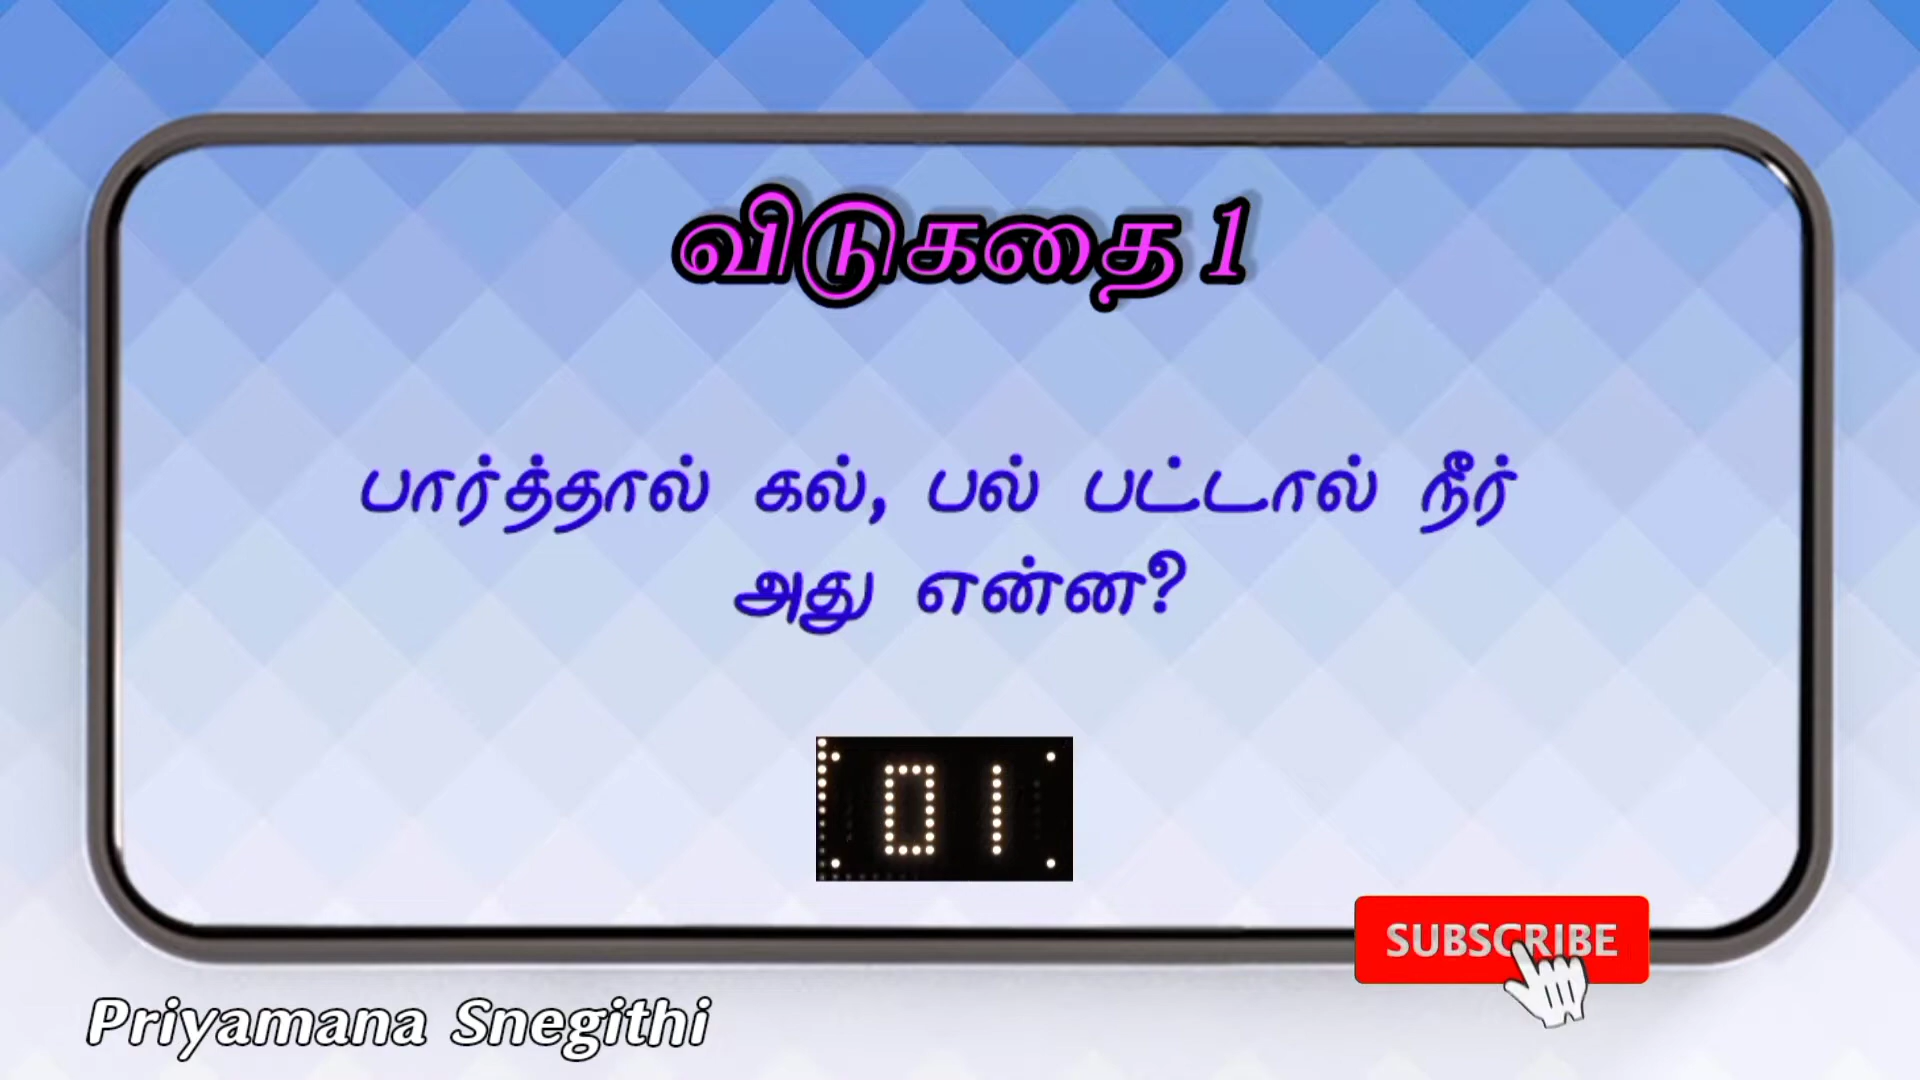 விடுகதை 1
பார்த்தால் கல், பல் பட்டால் நீர்
அது என்ன?
01
SUBSCRIBE
Priyamana Snegithi